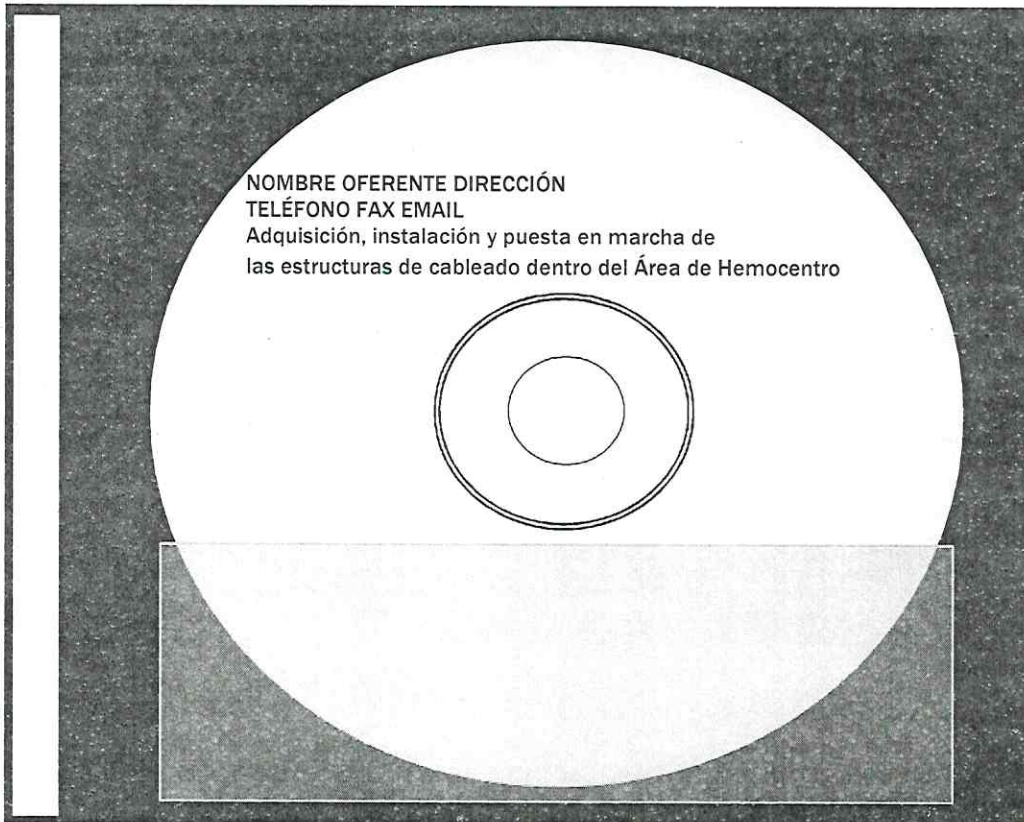 NOMBRE OFERENTE DIRECCIÓN
TELÉFONO FAX EMAIL
Adquisición, instalación y puesta en marcha de
las estructuras de cableado dentro del Área de Hemocentro